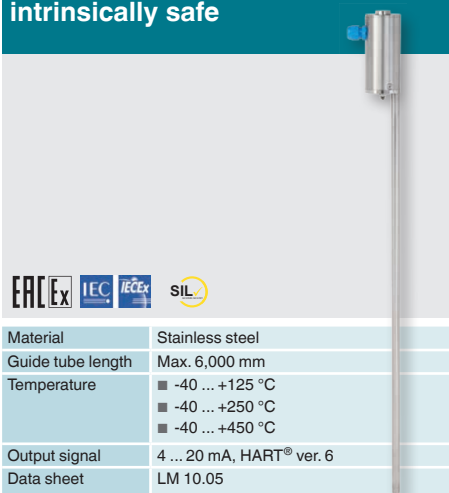 intrinsically safe
EAC Ex IEC IECEx SIL
Material Stainless steel
Guide tube length Max. 6,000 mm
Temperature ■ -40 ... +125 °C
■ -40 ... +250 °C
■ -40 ... +450 °C
Output signal 4 ... 20 mA, HART® ver. 6
Data sheet LM 10.05